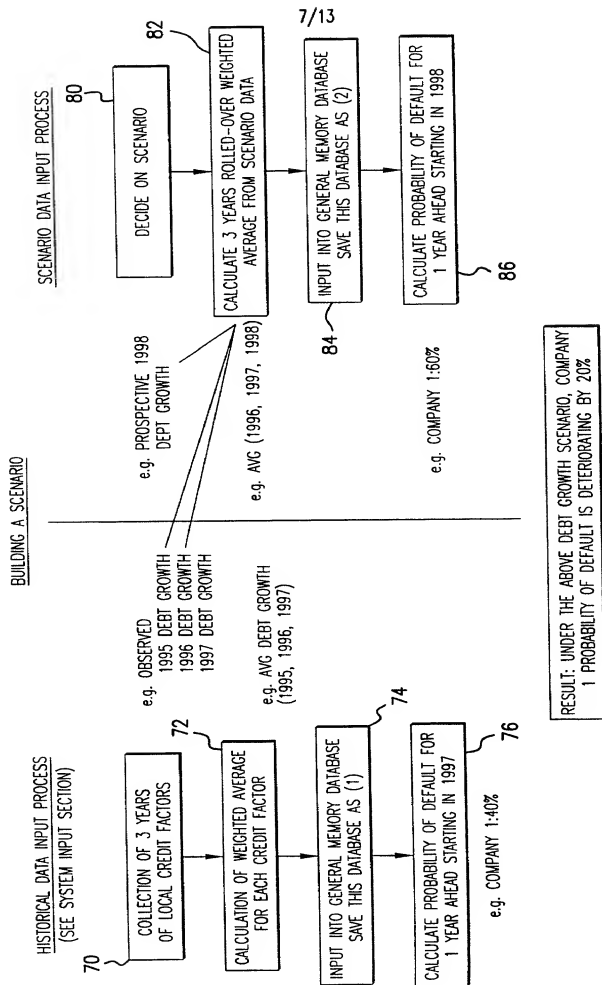 7/13
BUILDING A SCENARIO
HISTORICAL DATA INPUT PROCESS
(SEE SYSTEM INPUT SECTION)
70
COLLECTION OF 3 YEARS
OF LOCAL CREDIT FACTORS
e.g. OBSERVED
1995 DEBT GROWTH
1996 DEBT GROWTH
1997 DEBT GROWTH
72
CALCULATION OF WEIGHTED AVERAGE
FOR EACH CREDIT FACTOR
e.g. AVG DEBT GROWTH
(1995, 1996, 1997)
74
INPUT INTO GENERAL MEMORY DATABASE
SAVE THIS DATABASE AS (1)
76
CALCULATE PROBABILITY OF DEFAULT FOR
1 YEAR AHEAD STARTING IN 1997
e.g. COMPANY 1:40%
SCENARIO DATA INPUT PROCESS
80
DECIDE ON SCENARIO
e.g. PROSPECTIVE 1998
DEPT GROWTH
82
CALCULATE 3 YEARS ROLLED-OVER WEIGHTED
AVERAGE FROM SCENARIO DATA
e.g. AVG (1996, 1997, 1998)
84
INPUT INTO GENERAL MEMORY DATABASE
SAVE THIS DATABASE AS (2)
86
CALCULATE PROBABILITY OF DEFAULT FOR
1 YEAR AHEAD STARTING IN 1998
e.g. COMPANY 1:60%
RESULT: UNDER THE ABOVE DEBT GROWTH SCENARIO, COMPANY
1 PROBABILITY OF DEFAULT IS DETERIORATING BY 20%